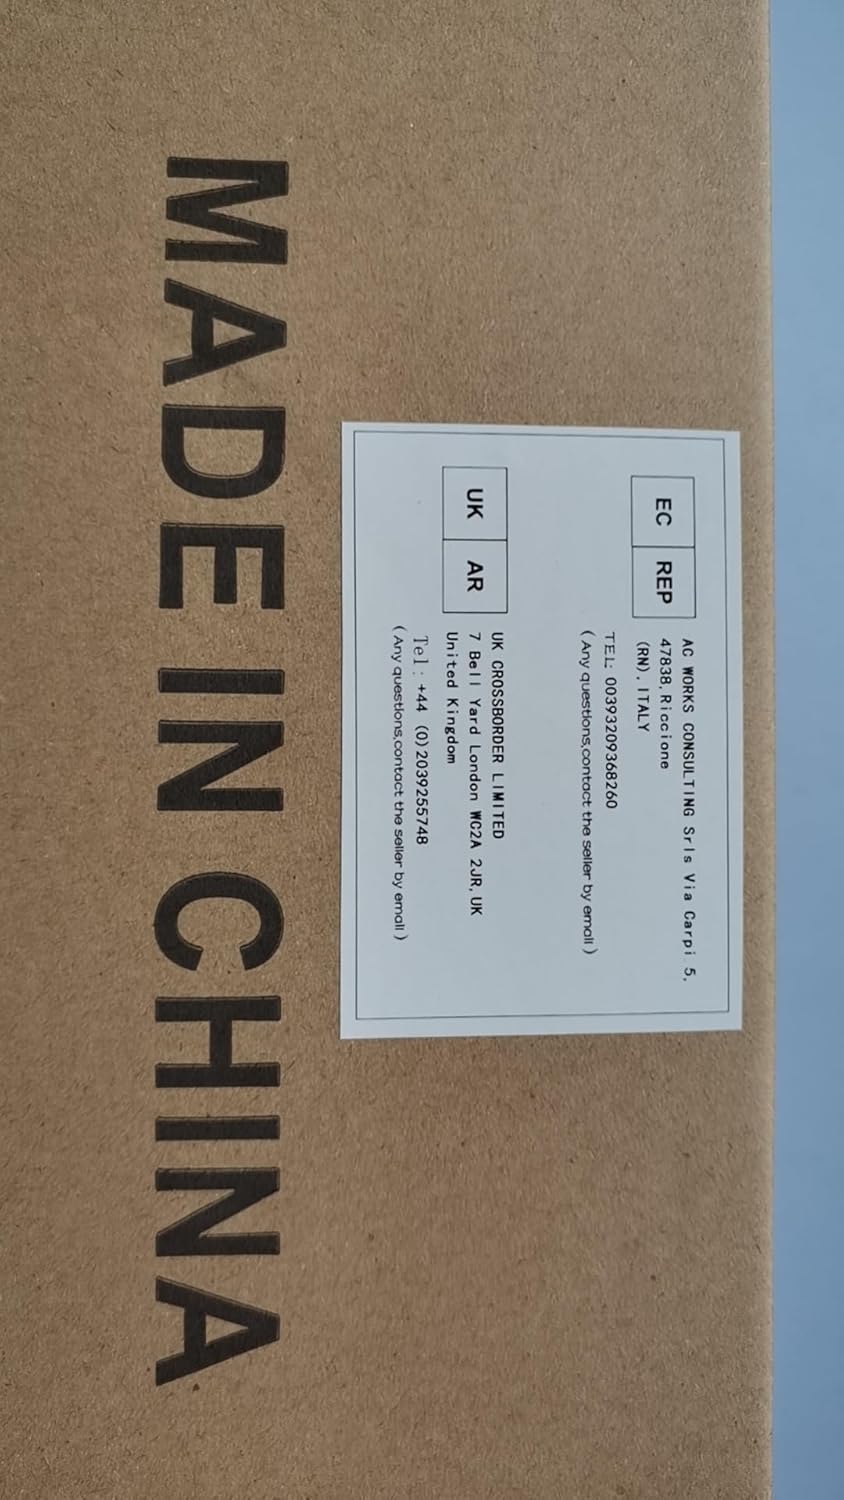 EC REP
AC WORKS CONSULTING Srls Via Carpi 5,
47838, Riccione
(RN), ITALY
TEL: 00393209368260
(Any questions,contact the seller by email)
UK AR
UK CROSSBORDER LIMITED
7 Bell Yard London WC2A 2JR, UK
United Kingdom
Tel: +44 (0)2039255748
(Any questions,contact the seller by email)
MADE IN CHINA